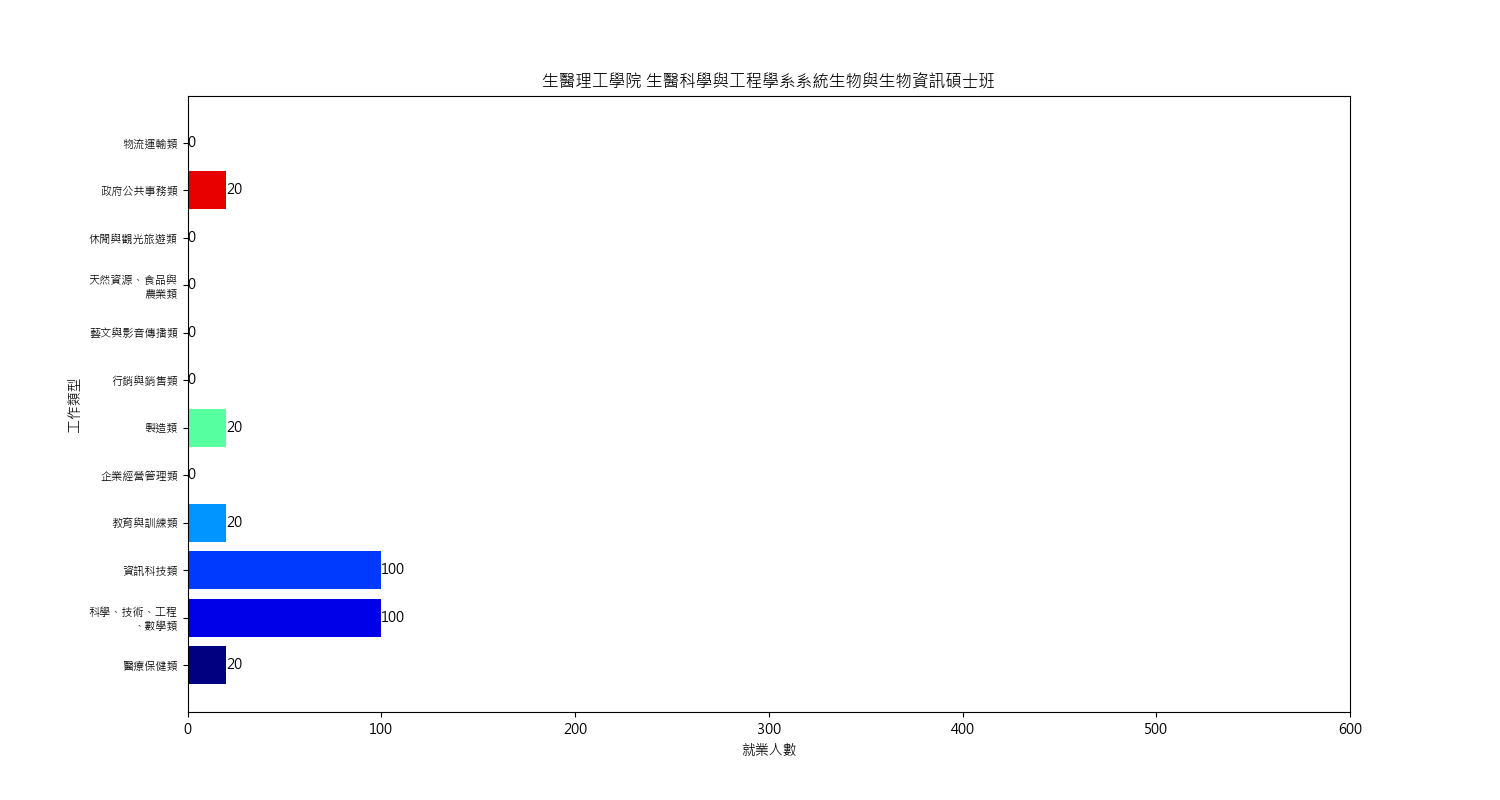 生醫理工學院 生醫科學與工程學系系統生物與生物資訊碩士班
物流運輸類
0
政府公共事務類
20
休閒與觀光旅遊類
0
天然資源、食品與
農業類
0
藝文與影音傳播類
0
行銷與銷售類
0
製造類
20
企業經營管理類
0
教育與訓練類
20
資訊科技類
100
科學、技術、工程
、數學類
100
醫療保健類
20
工作類型
0 100 200 300 400 500 600
就業人數